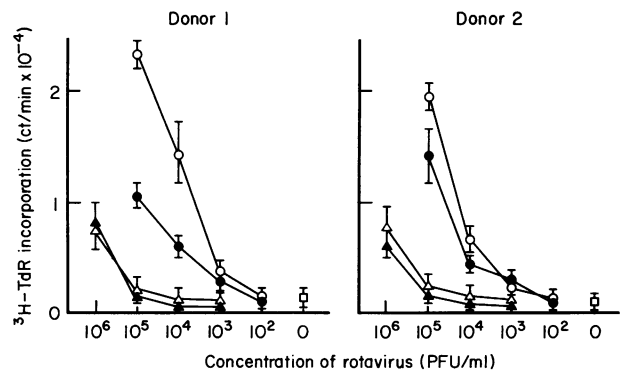 Donor 1 Donor 2
³H–TdR incorporation (ct/min x 10⁻⁴)
2
1
0
10⁶ 10⁵ 10⁴ 10³ 10² 0 10⁶ 10⁵ 10⁴ 10³ 10² 0
Concentration of rotavirus (PFU/ml)